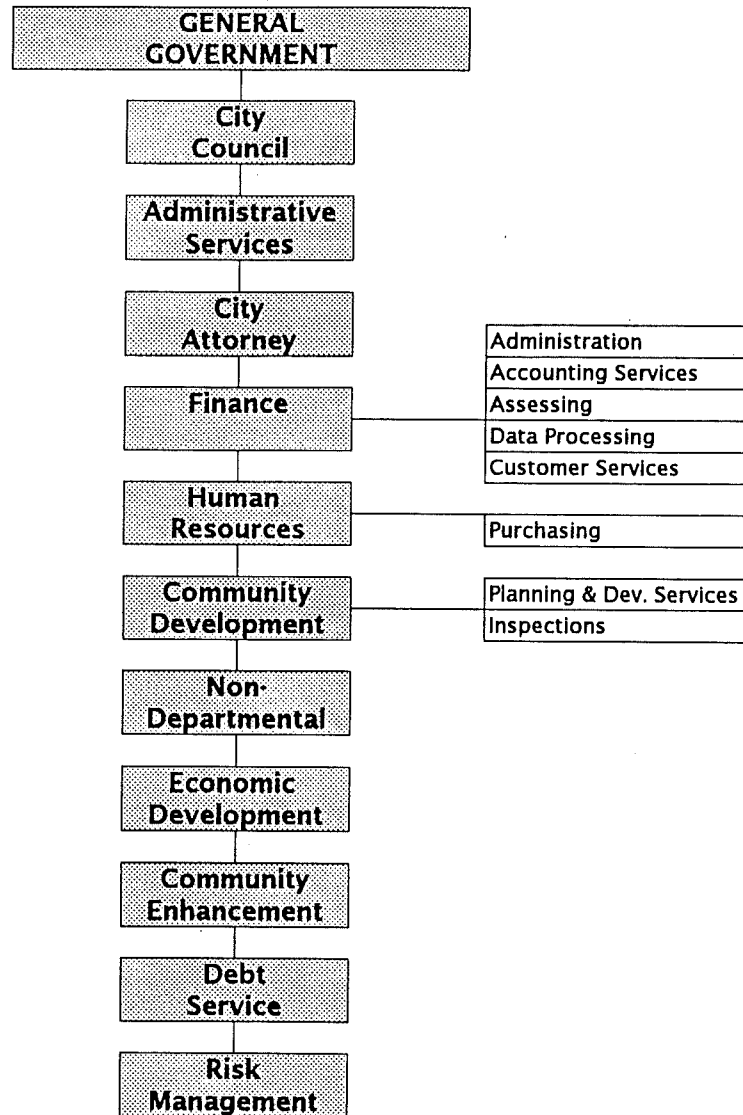 GENERAL
GOVERNMENT
City
Council
Administrative
Services
City
Attorney
Finance
Administration
Accounting Services
Assessing
Data Processing
Customer Services
Human
Resources
Purchasing
Community
Development
Planning & Dev. Services
Inspections
Non-
Departmental
Economic
Development
Community
Enhancement
Debt
Service
Risk
Management